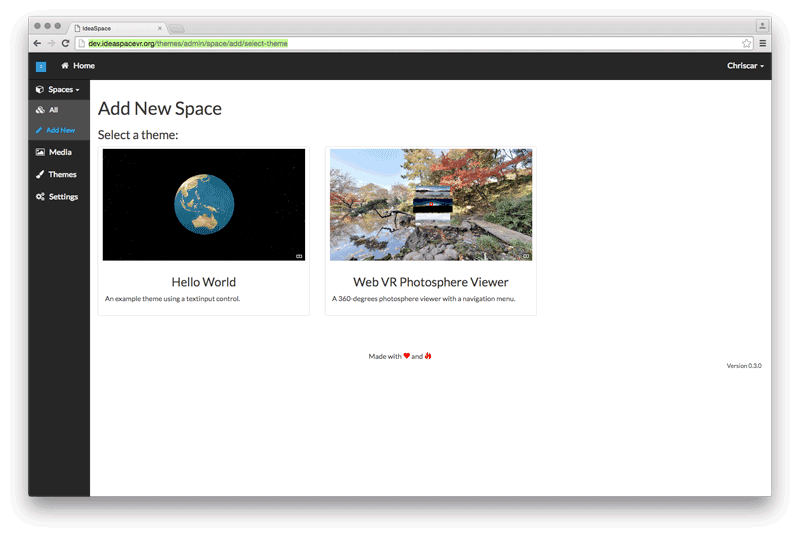 IdeaSpace
dev.ideaspacevr.org/themes/admin/space/add/select-theme
Home
Chriscar
Spaces
All
Add New
Media
Themes
Settings
Add New Space
Select a theme:
Hello World
An example theme using a textinput control.
Web VR Photosphere Viewer
A 360-degrees photosphere viewer with a navigation menu.
Made with and
Version 0.3.0